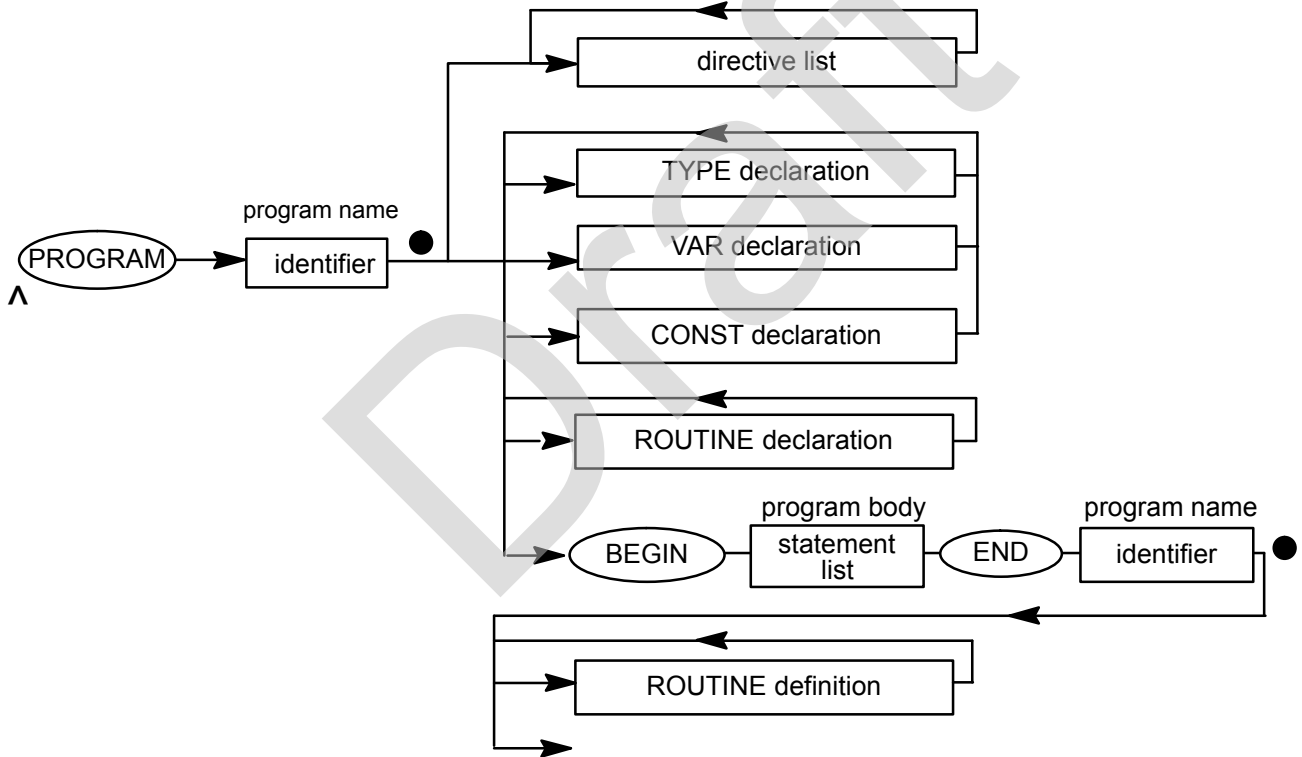 directive list
TYPE declaration
program name
VAR declaration
PROGRAM
identifier
^
CONST declaration
ROUTINE declaration
program body
program name
BEGIN
statement
list
END
identifier
ROUTINE definition
Draft